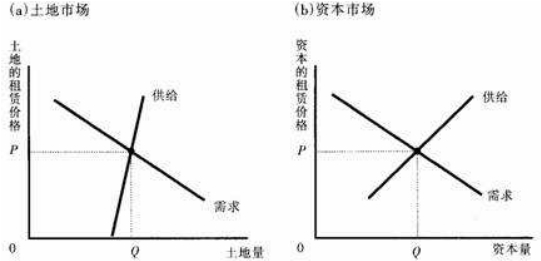 (a)土地市场
土地的租赁价格
供给
P
需求
0
Q
土地量
(b)资本市场
资本的租赁价格
供给
P
需求
0
Q
资本量